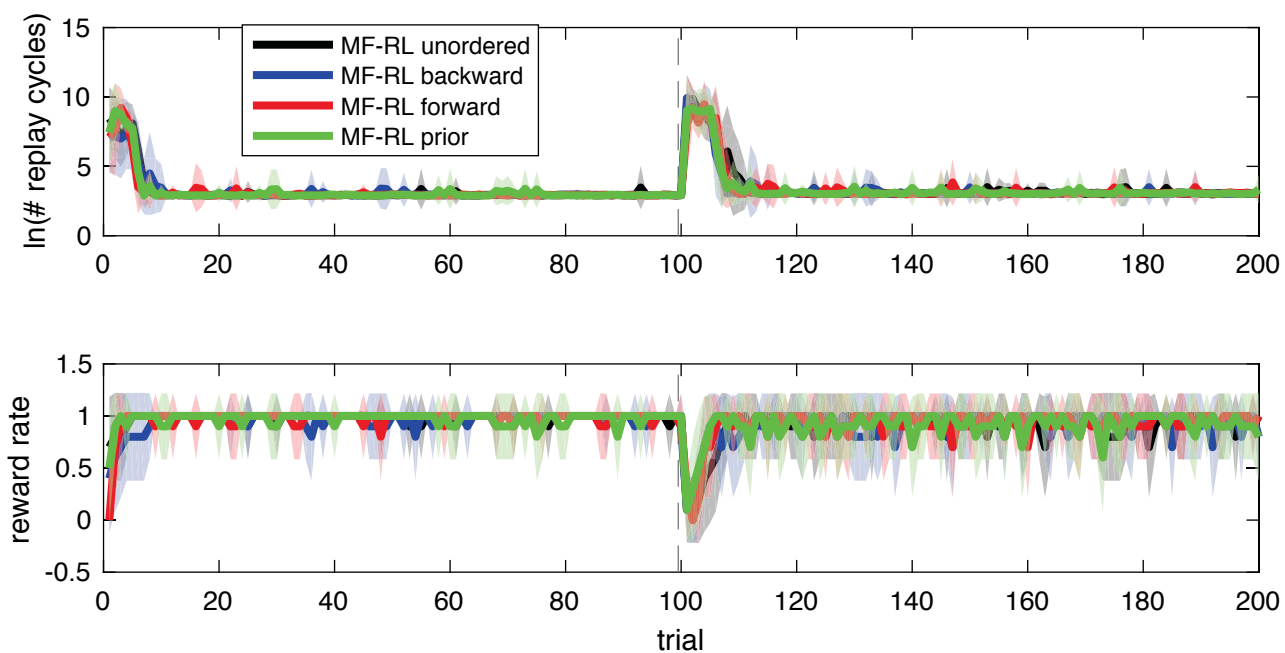 ln(# replay cycles)
15
10
5
0
MF-RL unordered
MF-RL backward
MF-RL forward
MF-RL prior
0 20 40 60 80 100 120 140 160 180 200
reward rate
1.5
1
0.5
0
-0.5
0 20 40 60 80 100 120 140 160 180 200
trial